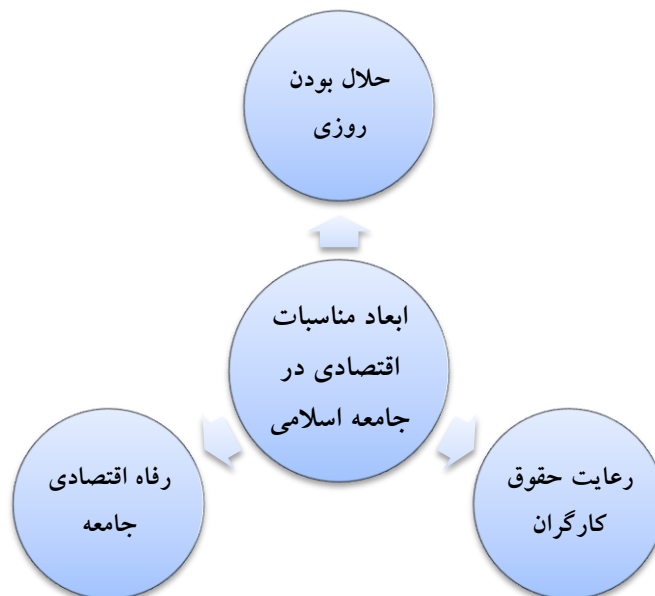 حلال بودن
روزی
ابعاد مناسبات
اقتصادی در
جامعه اسلامی
رعایت حقوق
کارگران
رفاه اقتصادی
جامعه